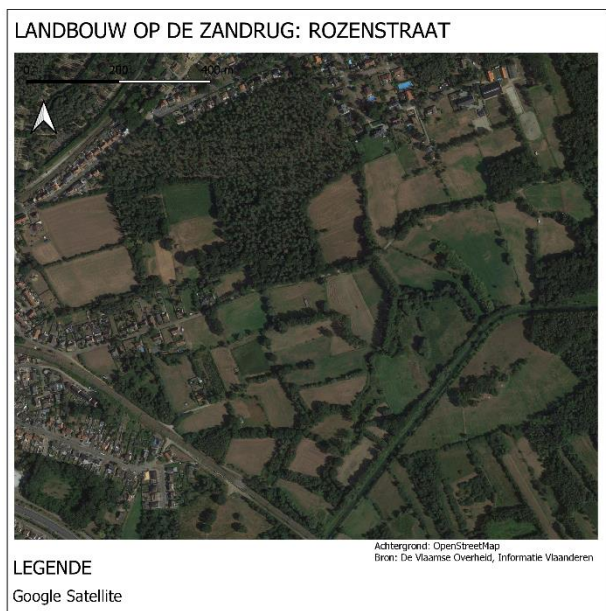 LANDBOUW OP DE ZANDRUG: ROZENSTRAAT
0 200 400 m
Achtergrond: OpenStreetMap
Bron: De Vlaamse Overheid, Informatie Vlaanderen
LEGENDE
Google Satellite